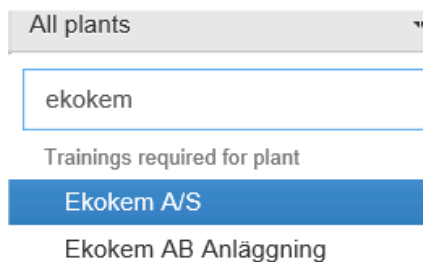 All plants
ekokem
Trainings required for plant
Ekokem A/S
Ekokem AB Anläggning